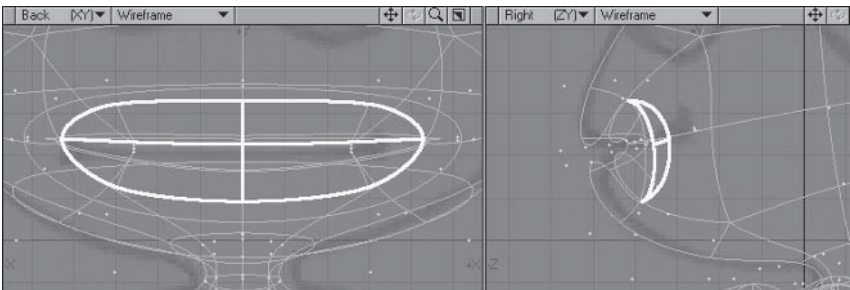 Back (XY) Wireframe
Right (ZY) Wireframe
+Y
-X
+X
-Z